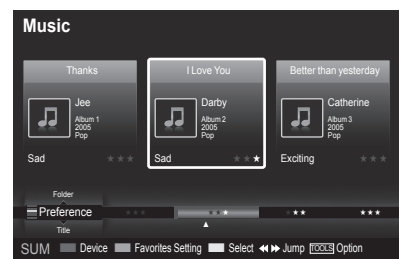 Music
Thanks
I Love You
Better than yesterday
Jee
Album 1
2005
Pop
Darby
Album 2
2005
Pop
Catherine
Album 3
2005
Pop
Sad
Sad
Exciting
Folder
Preference
Title
SUM Device Favorites Setting Select Jump TOOLS Option